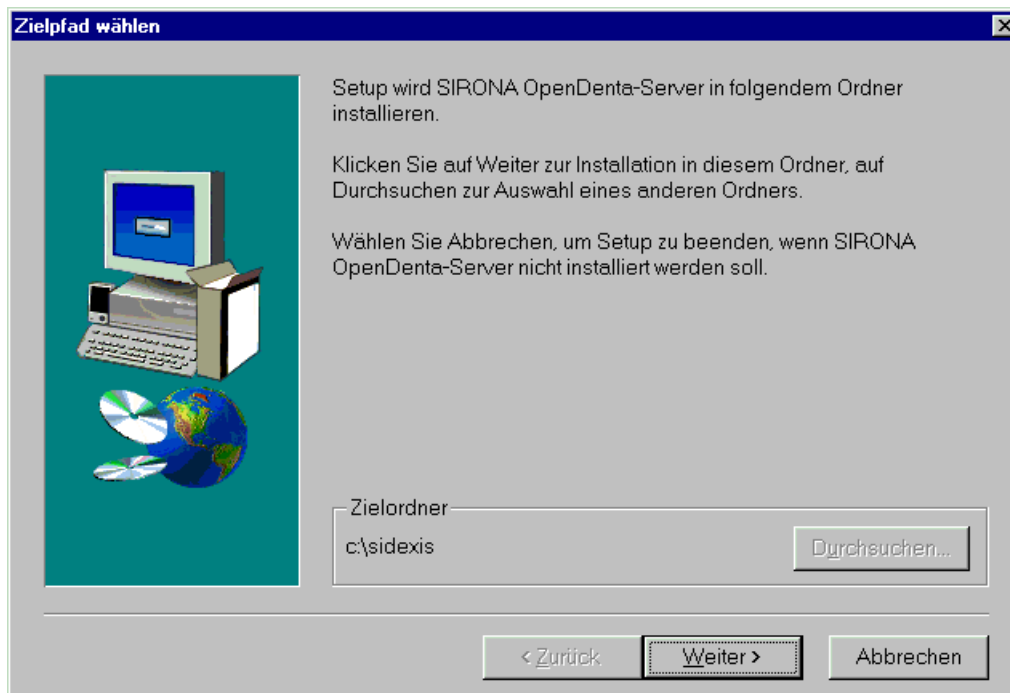 Zielpfad wählen
Setup wird SIRONA OpenDenta-Server in folgendem Ordner
installieren.
Klicken Sie auf Weiter zur Installation in diesem Ordner, auf
Durchsuchen zur Auswahl eines anderen Ordners.
Wählen Sie Abbrechen, um Setup zu beenden, wenn SIRONA
OpenDenta-Server nicht installiert werden soll.
Zielordner
c:\sidexis
Durchsuchen...
< Zurück
Weiter >
Abbrechen